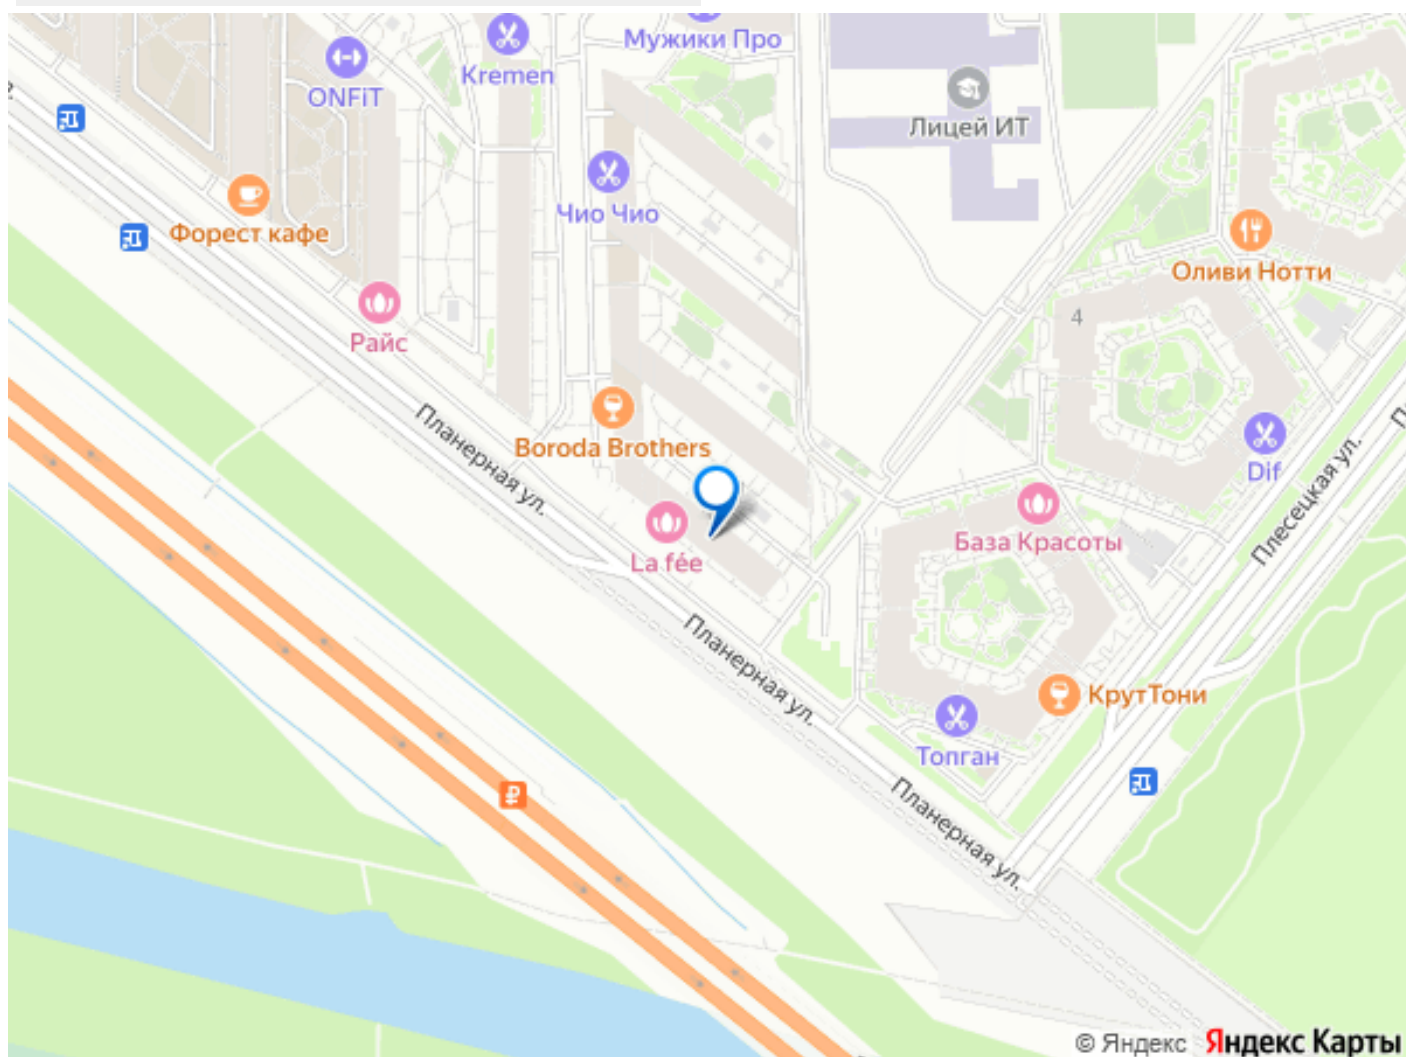 Мужики Про
Kremen
ONFiT
Лицей ИТ
Чио Чио
Форест кафе
Оливи Нотти
4
Райс
Планерная ул.
Boroda Brothers
Dif
Плесецкая ул.
База Красоты
La fée
Планерная ул.
КрутТони
Топган
Планерная ул.
₽
© Яндекс Яндекс Карты